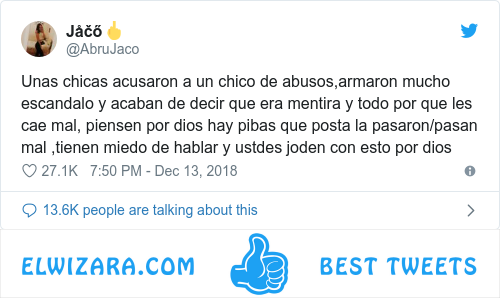 Jåčő🖕
@AbruJaco
Unas chicas acusaron a un chico de abusos,armaron mucho
escandalo y acaban de decir que era mentira y todo por que les
cae mal, piensen por dios hay pibas que posta la pasaron/pasan
mal ,tienen miedo de hablar y ustdes joden con esto por dios
27.1K 7:50 PM - Dec 13, 2018
13.6K people are talking about this
ELWIZARA.COM BEST TWEETS